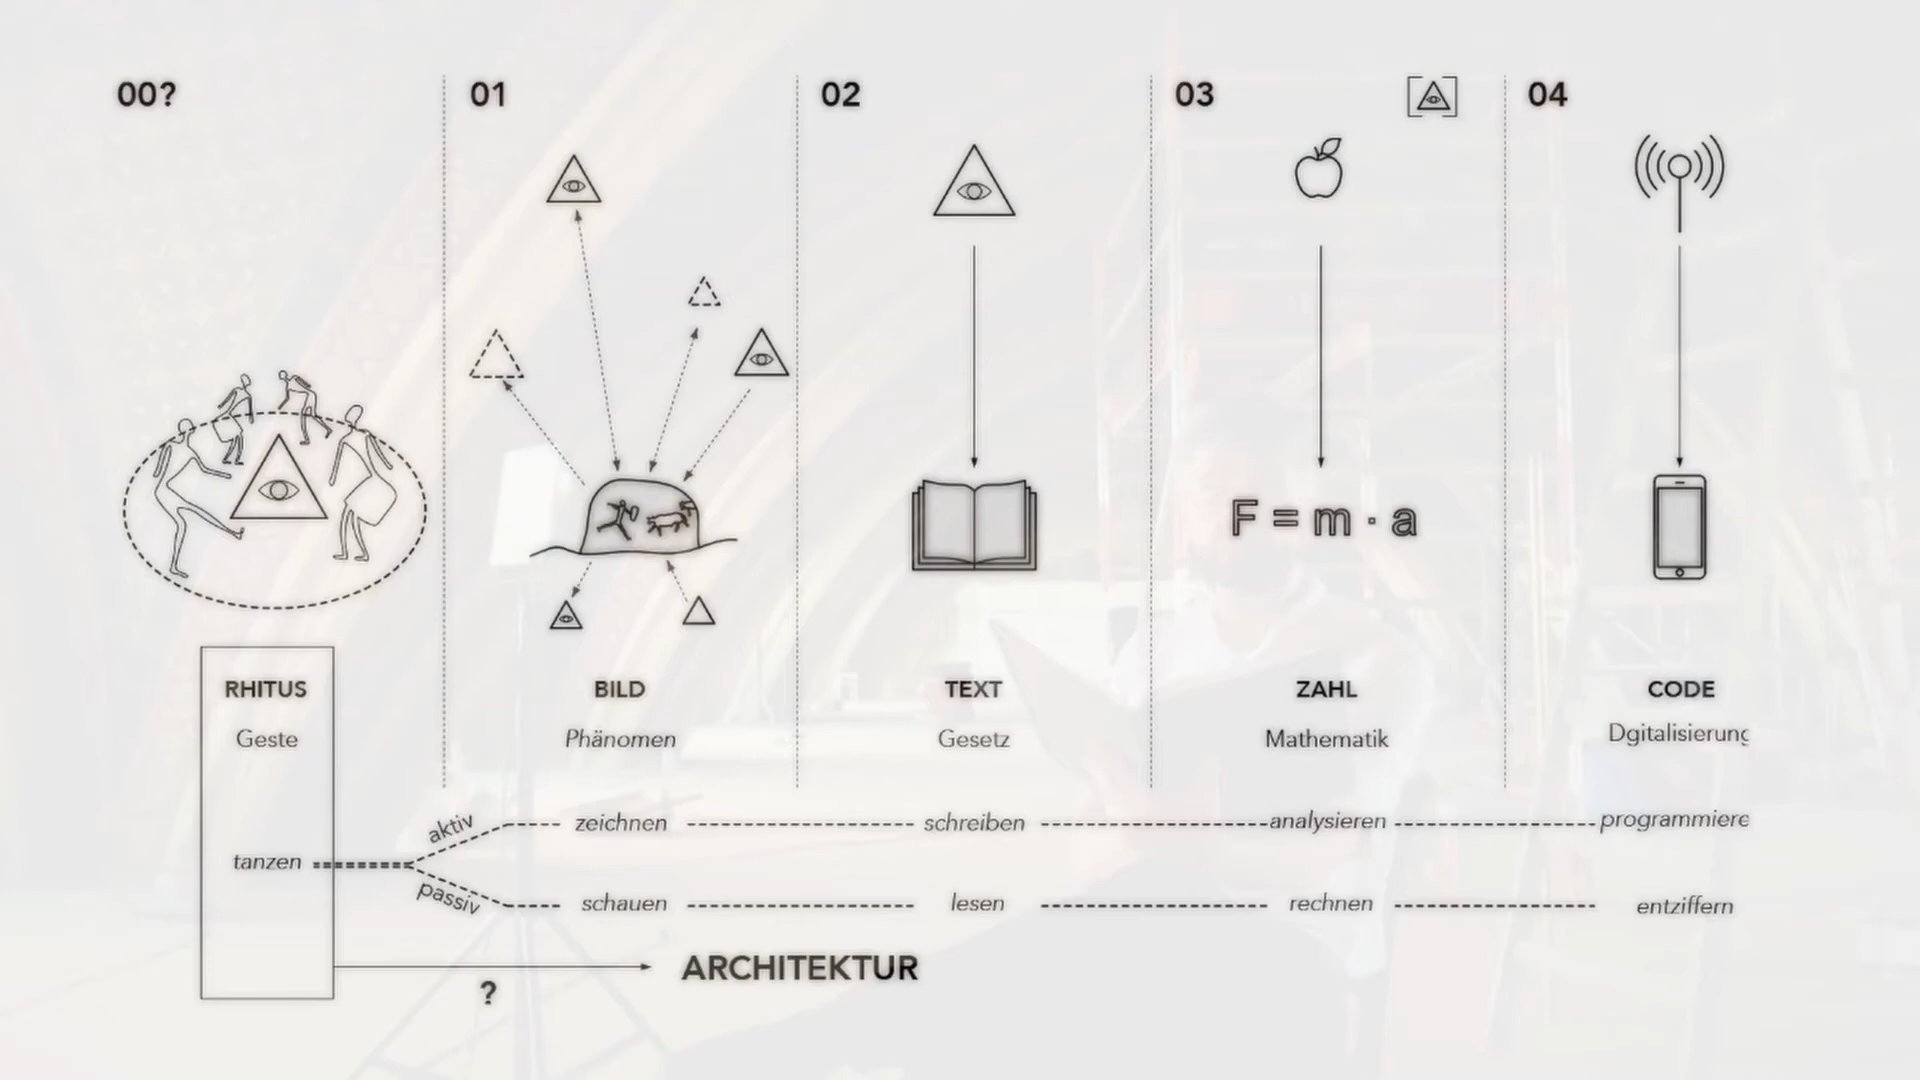 00?
01
02
03
04
F = m · a
RHITUS
BILD
TEXT
ZAHL
CODE
Geste
Phänomen
Gesetz
Mathematik
Dgitalisierung
aktiv
zeichnen
schreiben
analysieren
programmiere
tanzen
passiv
schauen
lesen
rechnen
entziffern
ARCHITEKTUR
?